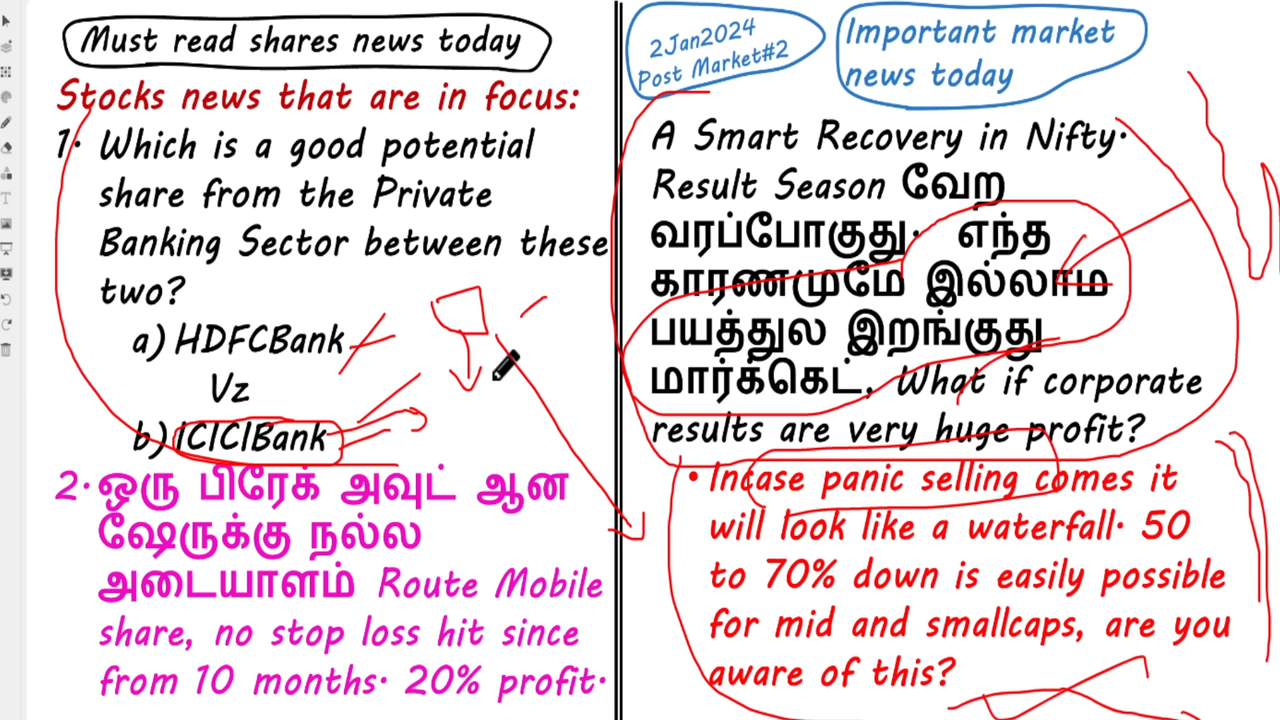 Must read shares news today
Stocks news that are in focus:
1. Which is a good potential
share from the Private
Banking Sector between these
two?
a) HDFCBank
Vz
b) ICICIBank
2. ஒரு பிரேக் அவுட் ஆன
ஷேருக்கு நல்ல
அடையாளம் Route Mobile
share, no stop loss hit since
from 10 months. 20% profit.
2Jan2024
Post Market#2
Important market
news today
A Smart Recovery in Nifty.
Result Season வேற
வரப்போகுது. எந்த
காரணமுமே இல்லாம
பயத்துல இறங்குது
மார்க்கெட். What if corporate
results are very huge profit?
• Incase panic selling comes it
will look like a waterfall. 50
to 70% down is easily possible
for mid and smallcaps, are you
aware of this?